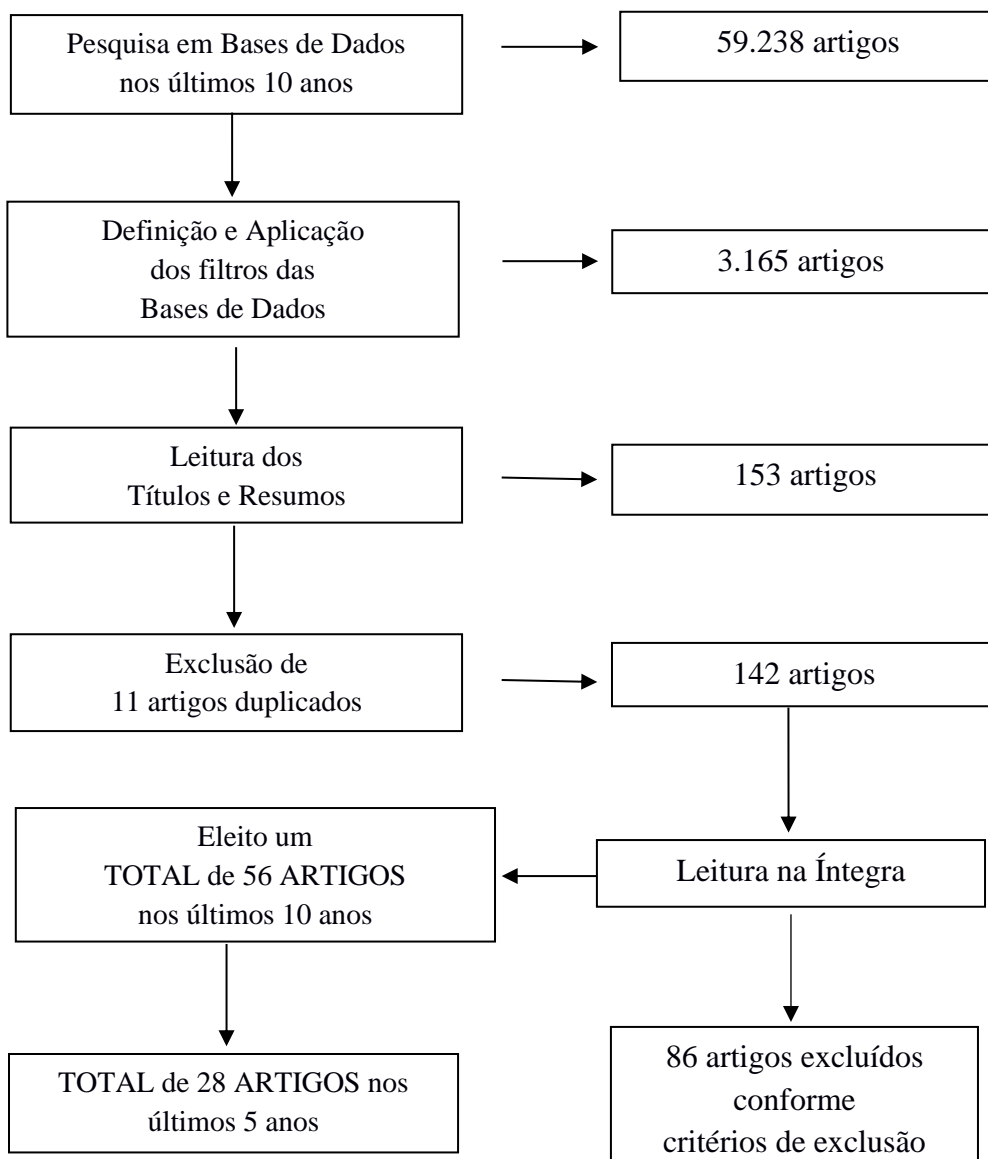 Pesquisa em Bases de Dados
nos últimos 10 anos
59.238 artigos
Definição e Aplicação
dos filtros das
Bases de Dados
3.165 artigos
Leitura dos
Títulos e Resumos
153 artigos
Exclusão de
11 artigos duplicados
142 artigos
Eleito um
TOTAL de 56 ARTIGOS
nos últimos 10 anos
Leitura na Íntegra
TOTAL de 28 ARTIGOS nos
últimos 5 anos
86 artigos excluídos
conforme
critérios de exclusão